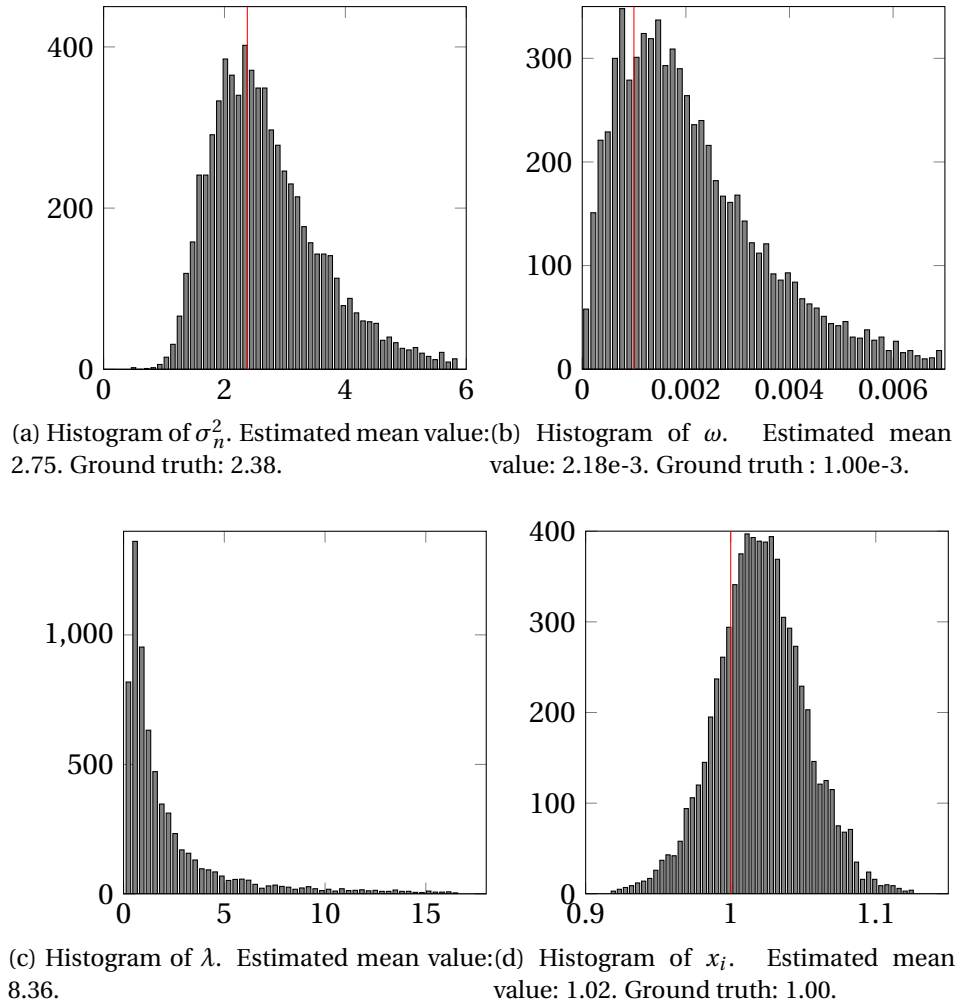 400
200
0
0 2 4 6
300
200
100
0
0 0.002 0.004 0.006
(a) Histogram of σ²ₙ. Estimated mean value:
2.75. Ground truth: 2.38.
(b) Histogram of ω. Estimated mean
value: 2.18e-3. Ground truth : 1.00e-3.
1,000
500
0
0 5 10 15
400
300
200
100
0
0.9 1 1.1
(c) Histogram of λ. Estimated mean value:
8.36.
(d) Histogram of xᵢ. Estimated mean
value: 1.02. Ground truth: 1.00.